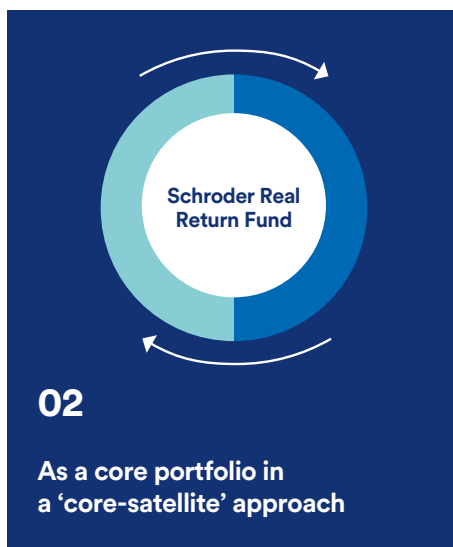 Schroder Real
Return Fund
02
As a core portfolio in
a ‘core-satellite’ approach